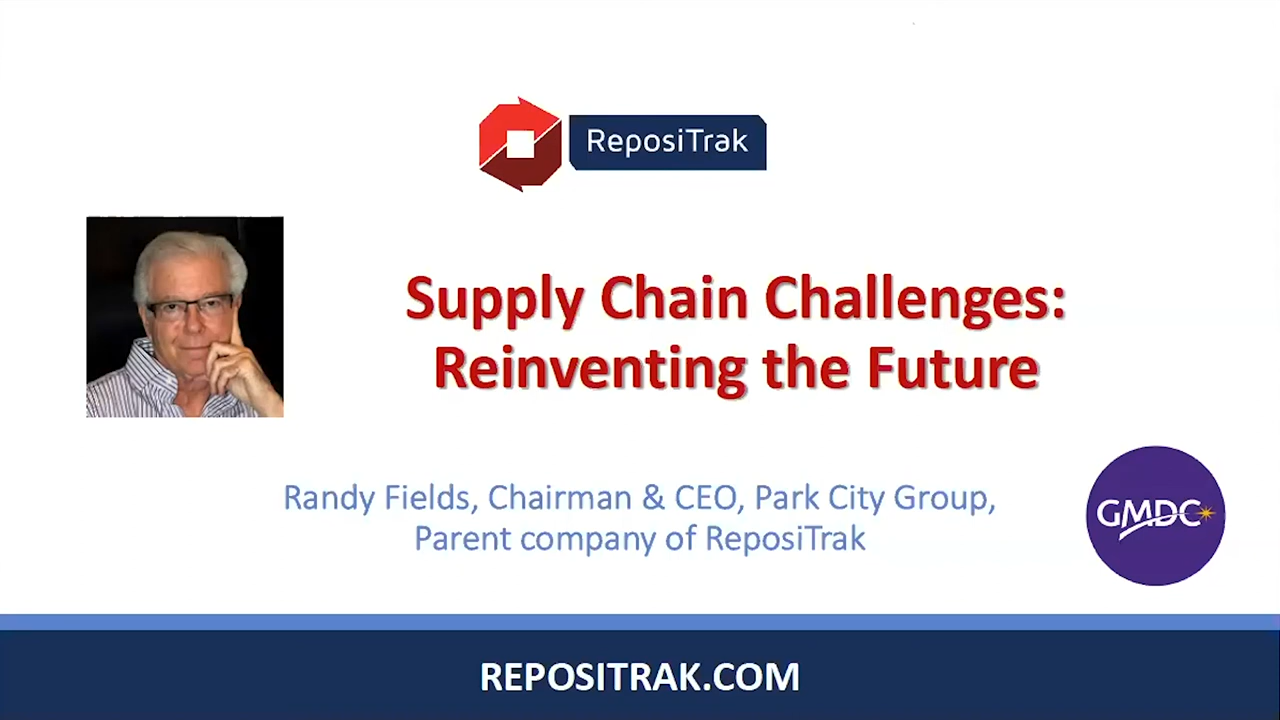 ReposiTrak
Supply Chain Challenges:
Reinventing the Future
Randy Fields, Chairman & CEO, Park City Group,
Parent company of ReposiTrak
GMDC
REPOSITRAK.COM